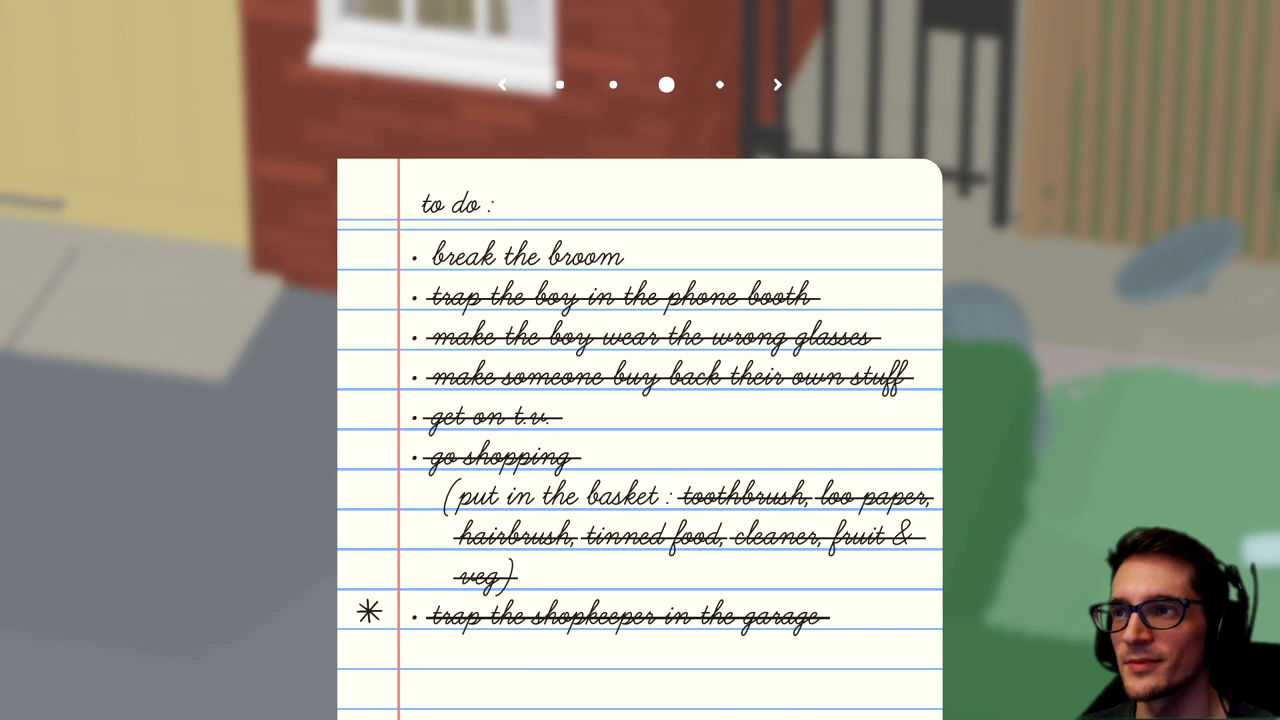 to do :
• break the broom
• trap the boy in the phone booth
• make the boy wear the wrong glasses
• make someone buy back their own stuff
• get on t.v.
• go shopping
(put in the basket : toothbrush, loo paper,
hairbrush, tinned food, cleaner, fruit &
veg)
• trap the shopkeeper in the garage